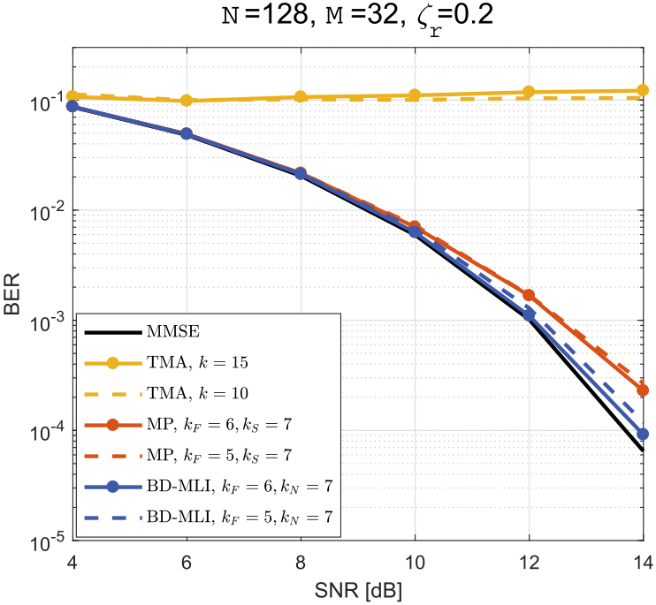 N=128, M=32, ζr=0.2
10-1
10-2
10-3
10-4
10-5
BER
MMSE
TMA, k = 15
TMA, k = 10
MP, kF = 6, kS = 7
MP, kF = 5, kS = 7
BD-MLI, kF = 6, kN = 7
BD-MLI, kF = 5, kN = 7
4 6 8 10 12 14
SNR [dB]